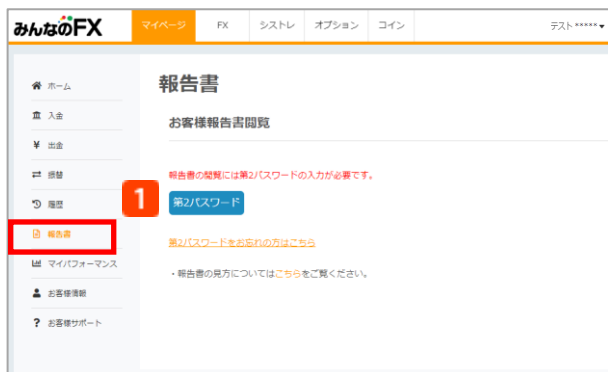 みんなのFX
マイページ FX シストレ オプション コイン テスト *****
ホーム
入金
出金
振替
履歴
報告書
マイパフォーマンス
お客様情報
お客様サポート
報告書
お客様報告書閲覧
報告書の閲覧には第2パスワードの入力が必要です。
1
第2パスワード
第2パスワードをお忘れの方はこちら
・報告書の見方についてはこちらをご覧ください。